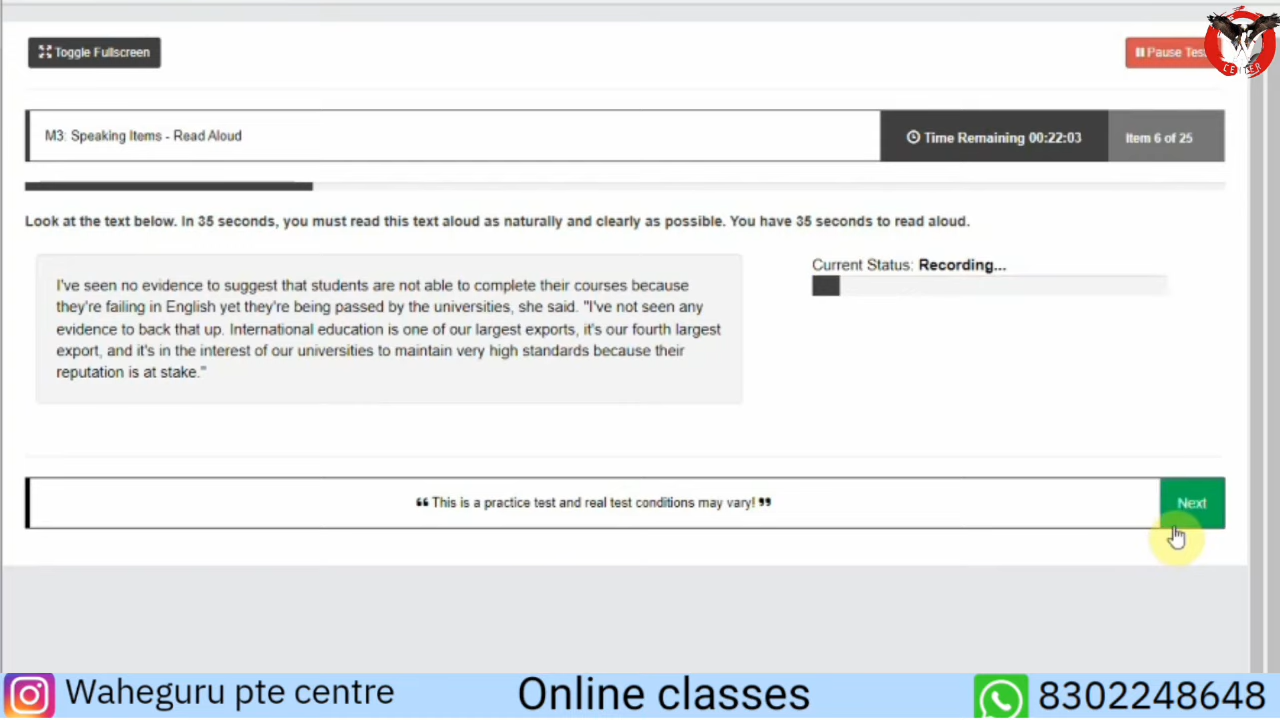 Toggle Fullscreen
Pause Test
CENTER
M3: Speaking Items - Read Aloud
Time Remaining 00:22:03
Item 6 of 25
Look at the text below. In 35 seconds, you must read this text aloud as naturally and clearly as possible. You have 35 seconds to read aloud.
I've seen no evidence to suggest that students are not able to complete their courses because
they're failing in English yet they're being passed by the universities, she said. "I've not seen any
evidence to back that up. International education is one of our largest exports, it's our fourth largest
export, and it's in the interest of our universities to maintain very high standards because their
reputation is at stake."
Current Status: Recording...
❝ This is a practice test and real test conditions may vary! ❞
Next
Waheguru pte centre
Online classes
8302248648